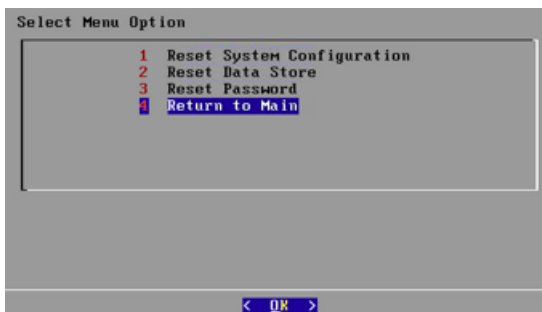 Select Menu Option
1 Reset System Configuration
2 Reset Data Store
3 Reset Password
4 Return to Main
< OK >